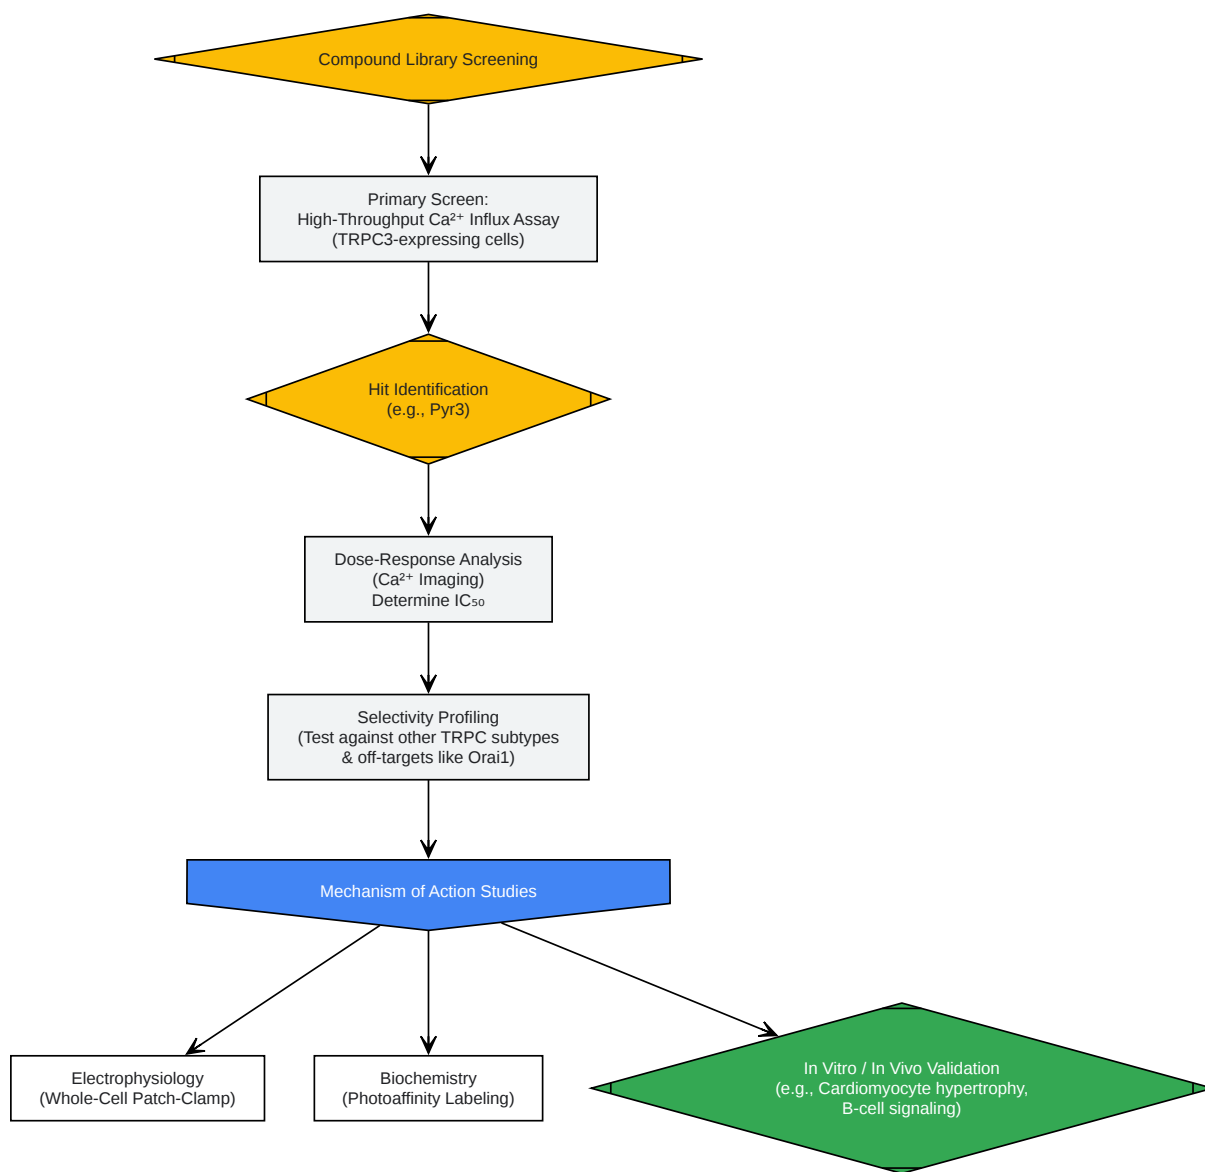 Compound Library Screening
Primary Screen:
High-Throughput Ca²⁺ Influx Assay
(TRPC3-expressing cells)
Hit Identification
(e.g., Pyr3)
Dose-Response Analysis
(Ca²⁺ Imaging)
Determine IC₅₀
Selectivity Profiling
(Test against other TRPC subtypes
& off-targets like Orai1)
Mechanism of Action Studies
Electrophysiology
(Whole-Cell Patch-Clamp)
Biochemistry
(Photoaffinity Labeling)
In Vitro / In Vivo Validation
(e.g., Cardiomyocyte hypertrophy,
B-cell signaling)